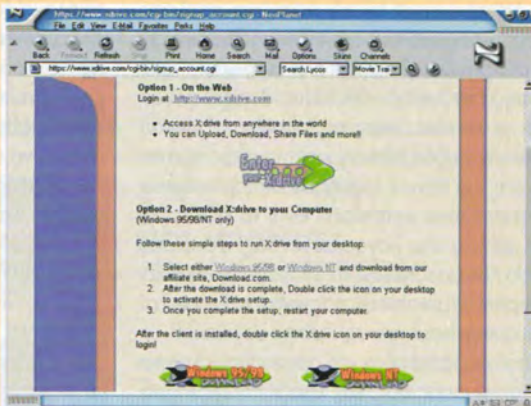 https://www.xdrive.com/cgi-bin/signup_account.cgi - NeoPlanet
File Edit View E-Mail Favorites Perks Help
Back Forward Refresh Stop Print Home Search Mail Options Skins Channels
https://www.xdrive.com/cgi-bin/signup_account.cgi Search Lycos Movie Trai
Option 1 - On the Web
Login at http://www.xdrive.com
• Access X:drive from anywhere in the world
• You can Upload, Download, Share Files and more!!
Enter your X:drive
Option 2 - Download X:drive to your Computer
(Windows 95/98/NT only)
Follow these simple steps to run X:drive from your desktop:
1. Select either Windows 95/98 or Windows NT and download from our
affiliate site, Download.com.
2. After the download is complete, Double click the icon on your desktop
to activate the X:drive setup.
3. Once you complete the setup, restart your computer.
After the client is installed, double click the X:drive icon on your desktop to
login!
Windows 95/98 Windows NT